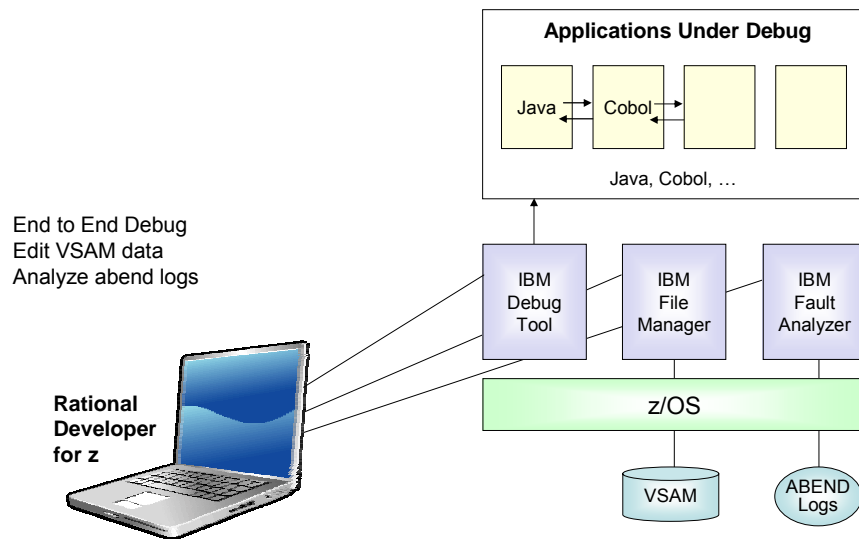 Applications Under Debug
Java
Cobol
Java, Cobol, …
End to End Debug
Edit VSAM data
Analyze abend logs
IBM
Debug
Tool
IBM
File
Manager
IBM
Fault
Analyzer
Rational
Developer
for z
z/OS
VSAM
ABEND
Logs